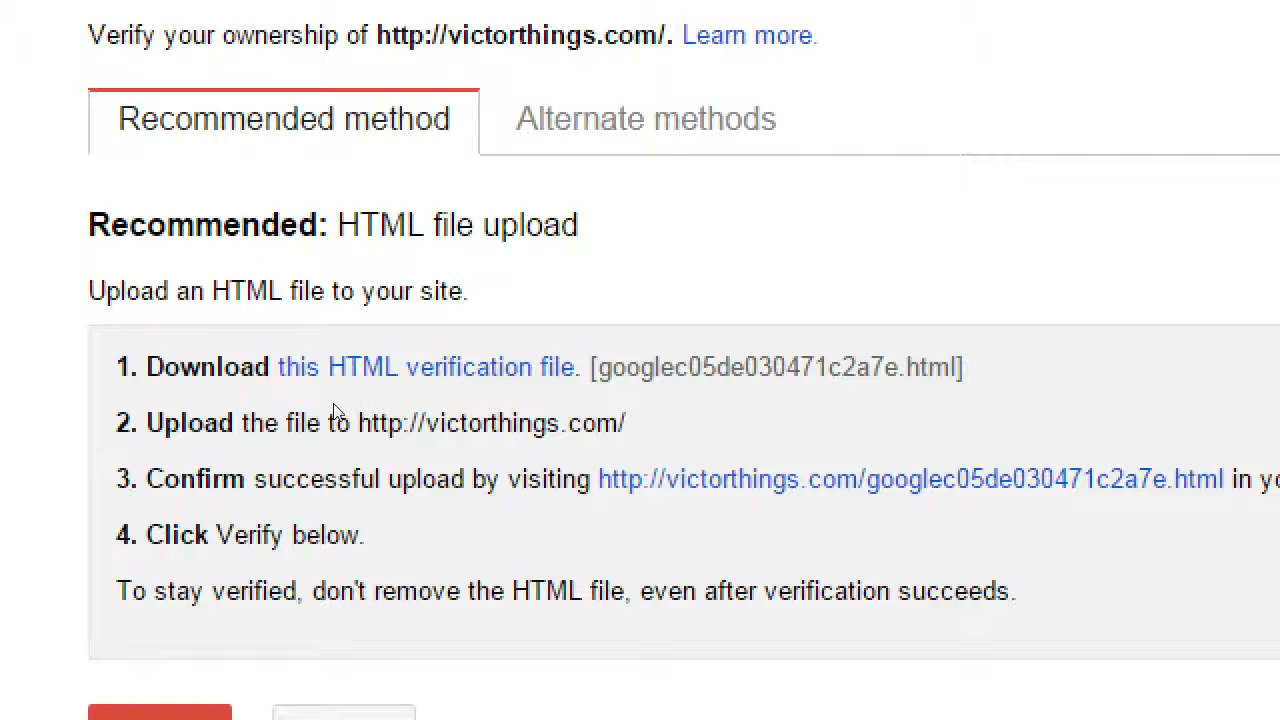 Verify your ownership of http://victorthings.com/. Learn more.
Recommended method Alternate methods
Recommended: HTML file upload
Upload an HTML file to your site.
1. Download this HTML verification file. [googlec05de030471c2a7e.html]
2. Upload the file to http://victorthings.com/
3. Confirm successful upload by visiting http://victorthings.com/googlec05de030471c2a7e.html in
4. Click Verify below.
To stay verified, don't remove the HTML file, even after verification succeeds.